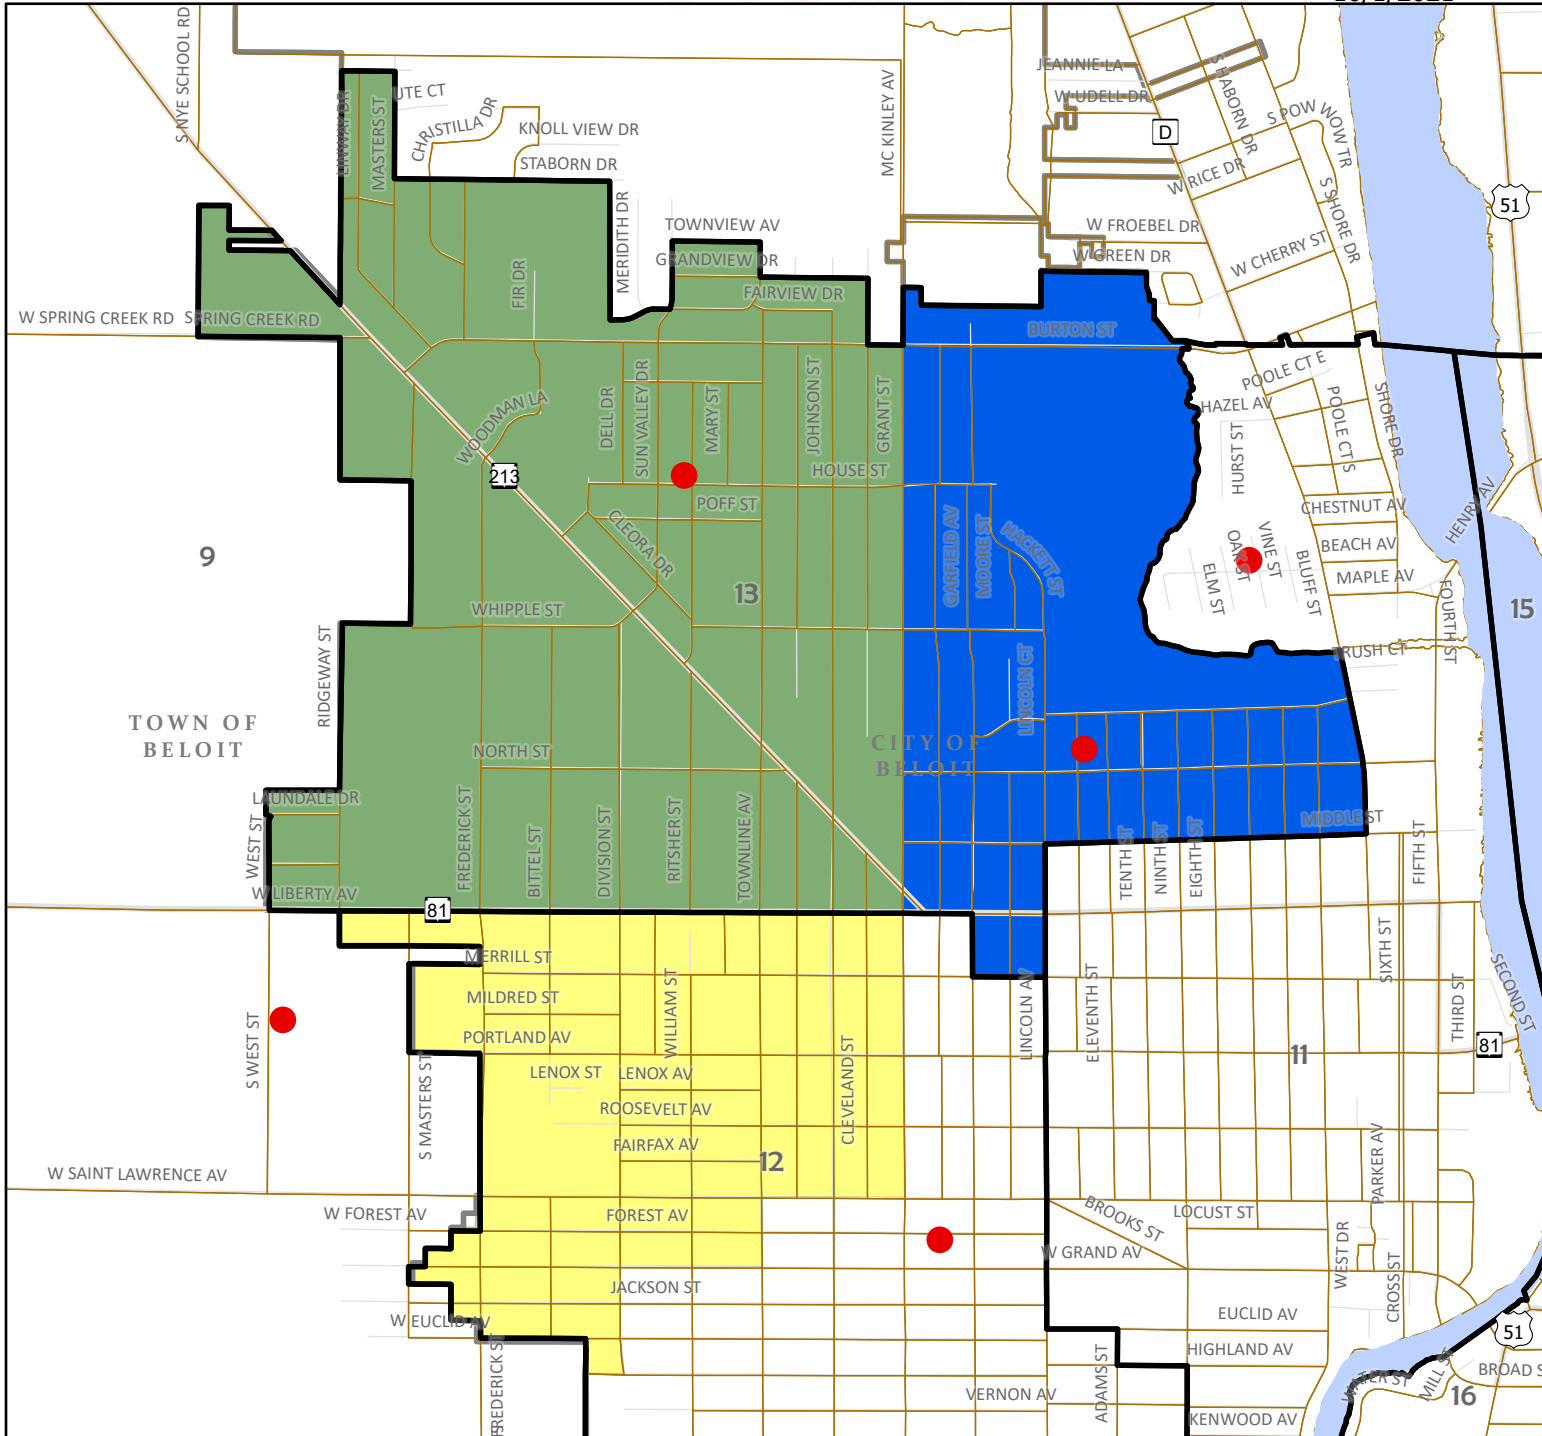 S NYE SCHOOL RD
LINWAY DR
MASTERS ST
UTE CT
CHRISTILLA DR
KNOLL VIEW DR
STABORN DR
MERIDITH DR
TOWNVIEW AV
GRANDVIEW DR
FAIRVIEW DR
MC KINLEY AV
JEANNIE LA
W UDELL DR
D
S HABORN DR
S POW WOW TR
W RICE DR
S SHORE DR
51
W FROEBEL DR
W GREEN DR
W CHERRY ST
FIR DR
W SPRING CREEK RD
SPRING CREEK RD
BURTON ST
POOLE CT E
HAZEL AV
POOLE CT S
SHORE DR
WOODMAN LA
DELL DR
SUN VALLEY DR
MARY ST
JOHNSON ST
GRANT ST
HURST ST
213
HOUSE ST
POFF ST
CHESTNUT AV
HENRY AV
CLEORA DR
GARFIELD AV
MOORE ST
HACKETT ST
9
OAK ST
VINE ST
ELM ST
BLUFF ST
BEACH AV
MAPLE AV
FOURTH ST
13
15
WHIPPLE ST
RIDGEWAY ST
LINCOLN CT
TRUSH CT
TOWN OF
BELOIT
CITY OF
BELOIT
NORTH ST
LAUNDALE DR
WEST ST
FREDERICK ST
BITTEL ST
DIVISION ST
RITSHER ST
TOWNLINE AV
MIDDLE ST
TENTH ST
NINTH ST
EIGHTH ST
FIFTH ST
W LIBERTY AV
81
MERRILL ST
MILDRED ST
PORTLAND AV
WILLIAM ST
LINCOLN AV
ELEVENTH ST
SIXTH ST
THIRD ST
SECOND ST
81
S WEST ST
S MASTERS ST
LENOX ST
LENOX AV
ROOSEVELT AV
FAIRFAX AV
CLEVELAND ST
11
12
PARKER AV
W SAINT LAWRENCE AV
W FOREST AV
FOREST AV
BROOKS ST
LOCUST ST
W GRAND AV
WEST DR
CROSS ST
JACKSON ST
W EUCLID AV
EUCLID AV
51
FREDERICK ST
HIGHLAND AV
ADAMS ST
VERNON AV
KENWOOD AV
WATER ST
MILL ST
16
BROAD S